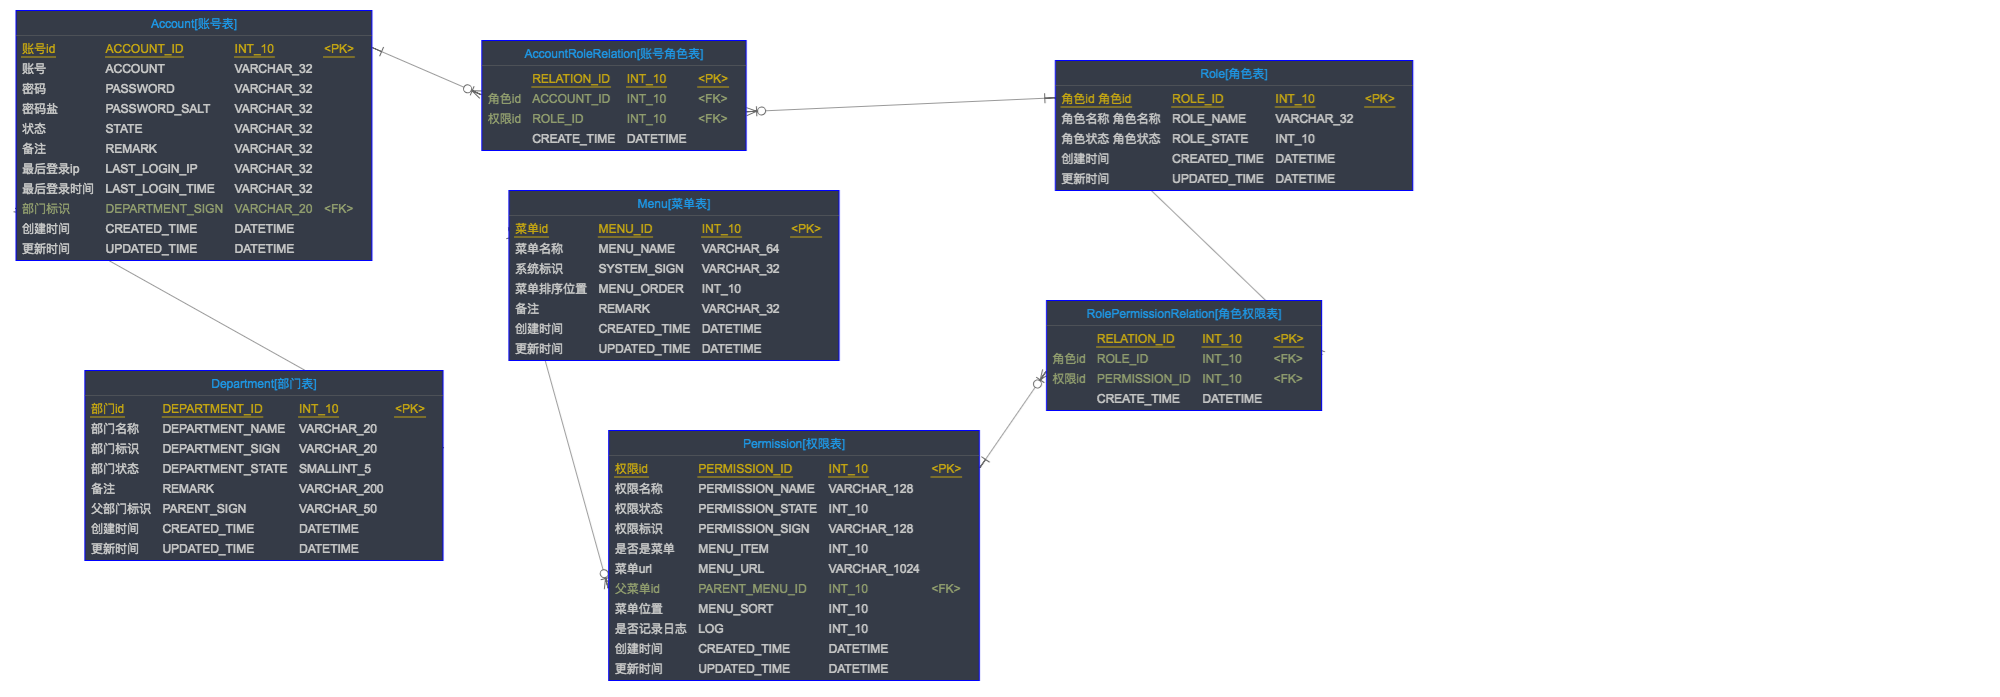 Account[账号表]
账号id ACCOUNT_ID INT_10 <PK>
账号 ACCOUNT VARCHAR_32
密码 PASSWORD VARCHAR_32
密码盐 PASSWORD_SALT VARCHAR_32
状态 STATE VARCHAR_32
备注 REMARK VARCHAR_32
最后登录ip LAST_LOGIN_IP VARCHAR_32
最后登录时间 LAST_LOGIN_TIME VARCHAR_32
部门标识 DEPARTMENT_SIGN VARCHAR_20 <FK>
创建时间 CREATED_TIME DATETIME
更新时间 UPDATED_TIME DATETIME
AccountRoleRelation[账号角色表]
RELATION_ID INT_10 <PK>
角色id ACCOUNT_ID INT_10 <FK>
权限id ROLE_ID INT_10 <FK>
CREATE_TIME DATETIME
Role[角色表]
角色id 角色id ROLE_ID INT_10 <PK>
角色名称 角色名称 ROLE_NAME VARCHAR_32
角色状态 角色状态 ROLE_STATE INT_10
创建时间 CREATED_TIME DATETIME
更新时间 UPDATED_TIME DATETIME
Menu[菜单表]
菜单id MENU_ID INT_10 <PK>
菜单名称 MENU_NAME VARCHAR_64
系统标识 SYSTEM_SIGN VARCHAR_32
菜单排序位置 MENU_ORDER INT_10
备注 REMARK VARCHAR_32
创建时间 CREATED_TIME DATETIME
更新时间 UPDATED_TIME DATETIME
RolePermissionRelation[角色权限表]
RELATION_ID INT_10 <PK>
角色id ROLE_ID INT_10 <FK>
权限id PERMISSION_ID INT_10 <FK>
CREATE_TIME DATETIME
Department[部门表]
部门id DEPARTMENT_ID INT_10 <PK>
部门名称 DEPARTMENT_NAME VARCHAR_20
部门标识 DEPARTMENT_SIGN VARCHAR_20
部门状态 DEPARTMENT_STATE SMALLINT_5
备注 REMARK VARCHAR_200
父部门标识 PARENT_SIGN VARCHAR_50
创建时间 CREATED_TIME DATETIME
更新时间 UPDATED_TIME DATETIME
Permission[权限表]
权限id PERMISSION_ID INT_10 <PK>
权限名称 PERMISSION_NAME VARCHAR_128
权限状态 PERMISSION_STATE INT_10
权限标识 PERMISSION_SIGN VARCHAR_128
是否是菜单 MENU_ITEM INT_10
菜单url MENU_URL VARCHAR_1024
父菜单id PARENT_MENU_ID INT_10 <FK>
菜单位置 MENU_SORT INT_10
是否记录日志 LOG INT_10
创建时间 CREATED_TIME DATETIME
更新时间 UPDATED_TIME DATETIME